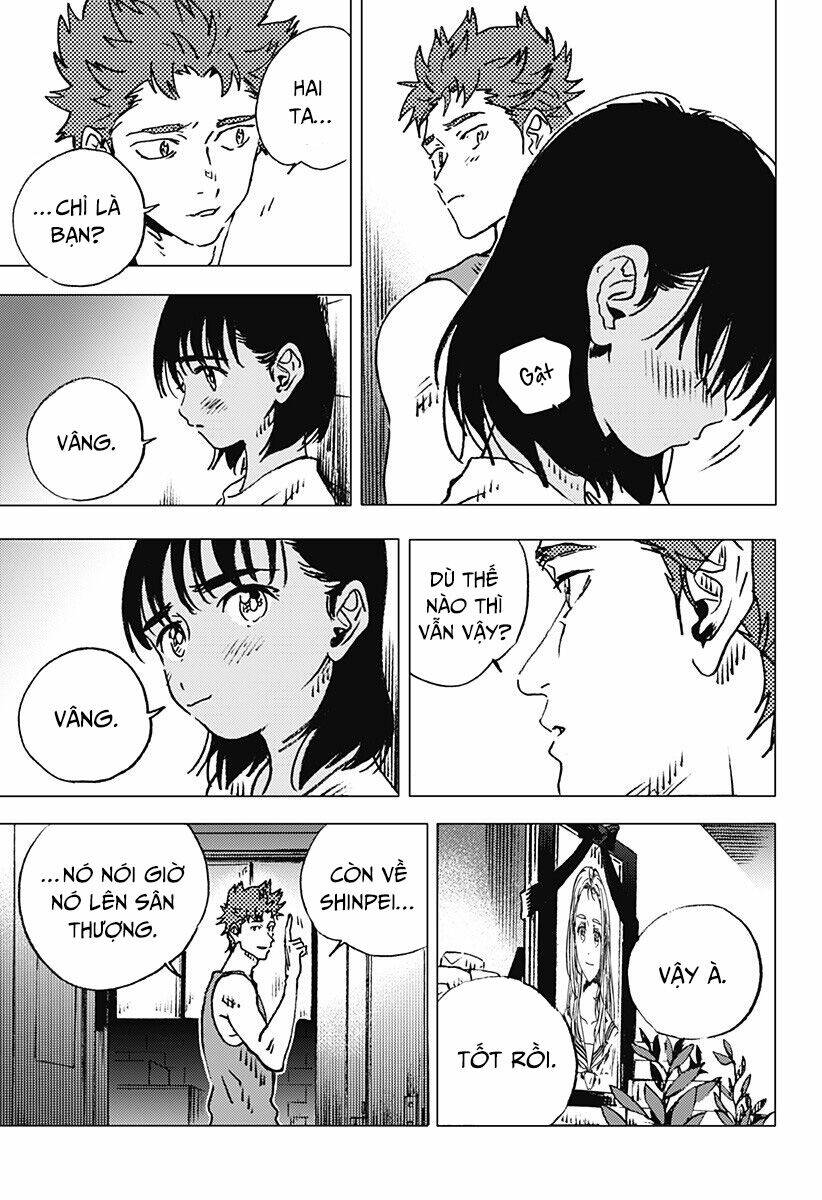 HAI
TA...
...CHỈ LÀ
BẠN?
Gật
VÂNG.
DÙ THẾ
NÀO THÌ
VẪN VẬY?
VÂNG.
VẬY À.
TỐT RỒI.
CÒN VỀ
SHINPEI...
...NÓ NÓI GIỜ
NÓ LÊN SÂN
THƯỢNG.